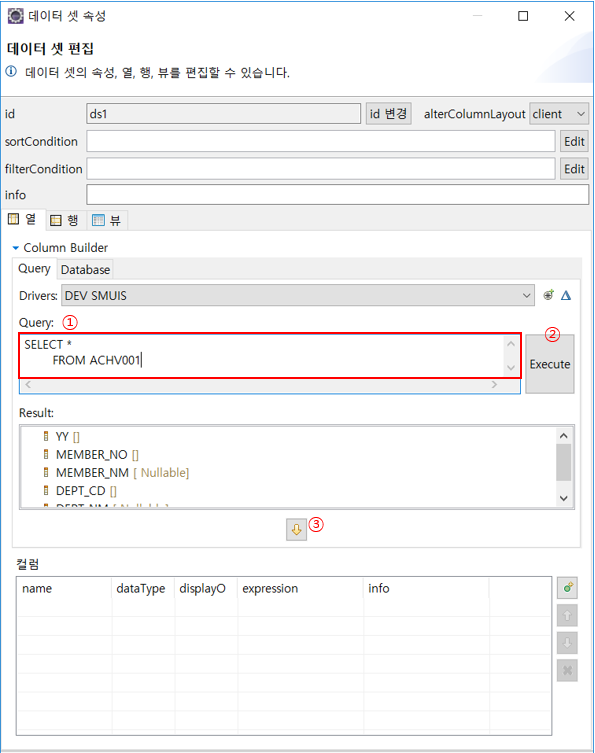 데이터 셋 속성
데이터 셋 편집
데이터 셋의 속성, 열, 행, 뷰를 편집할 수 있습니다.
id ds1 id 변경 alterColumnLayout client
sortCondition Edit
filterCondition Edit
info
열 행 뷰
Column Builder
Query Database
Drivers: DEV SMUIS
Query: ① ②
SELECT *
FROM ACHV001
Execute
Result:
YY []
MEMBER_NO []
MEMBER_NM [ Nullable]
DEPT_CD []
DEPT_NM [ Nullable]
③
컬럼
name dataType displayO expression info